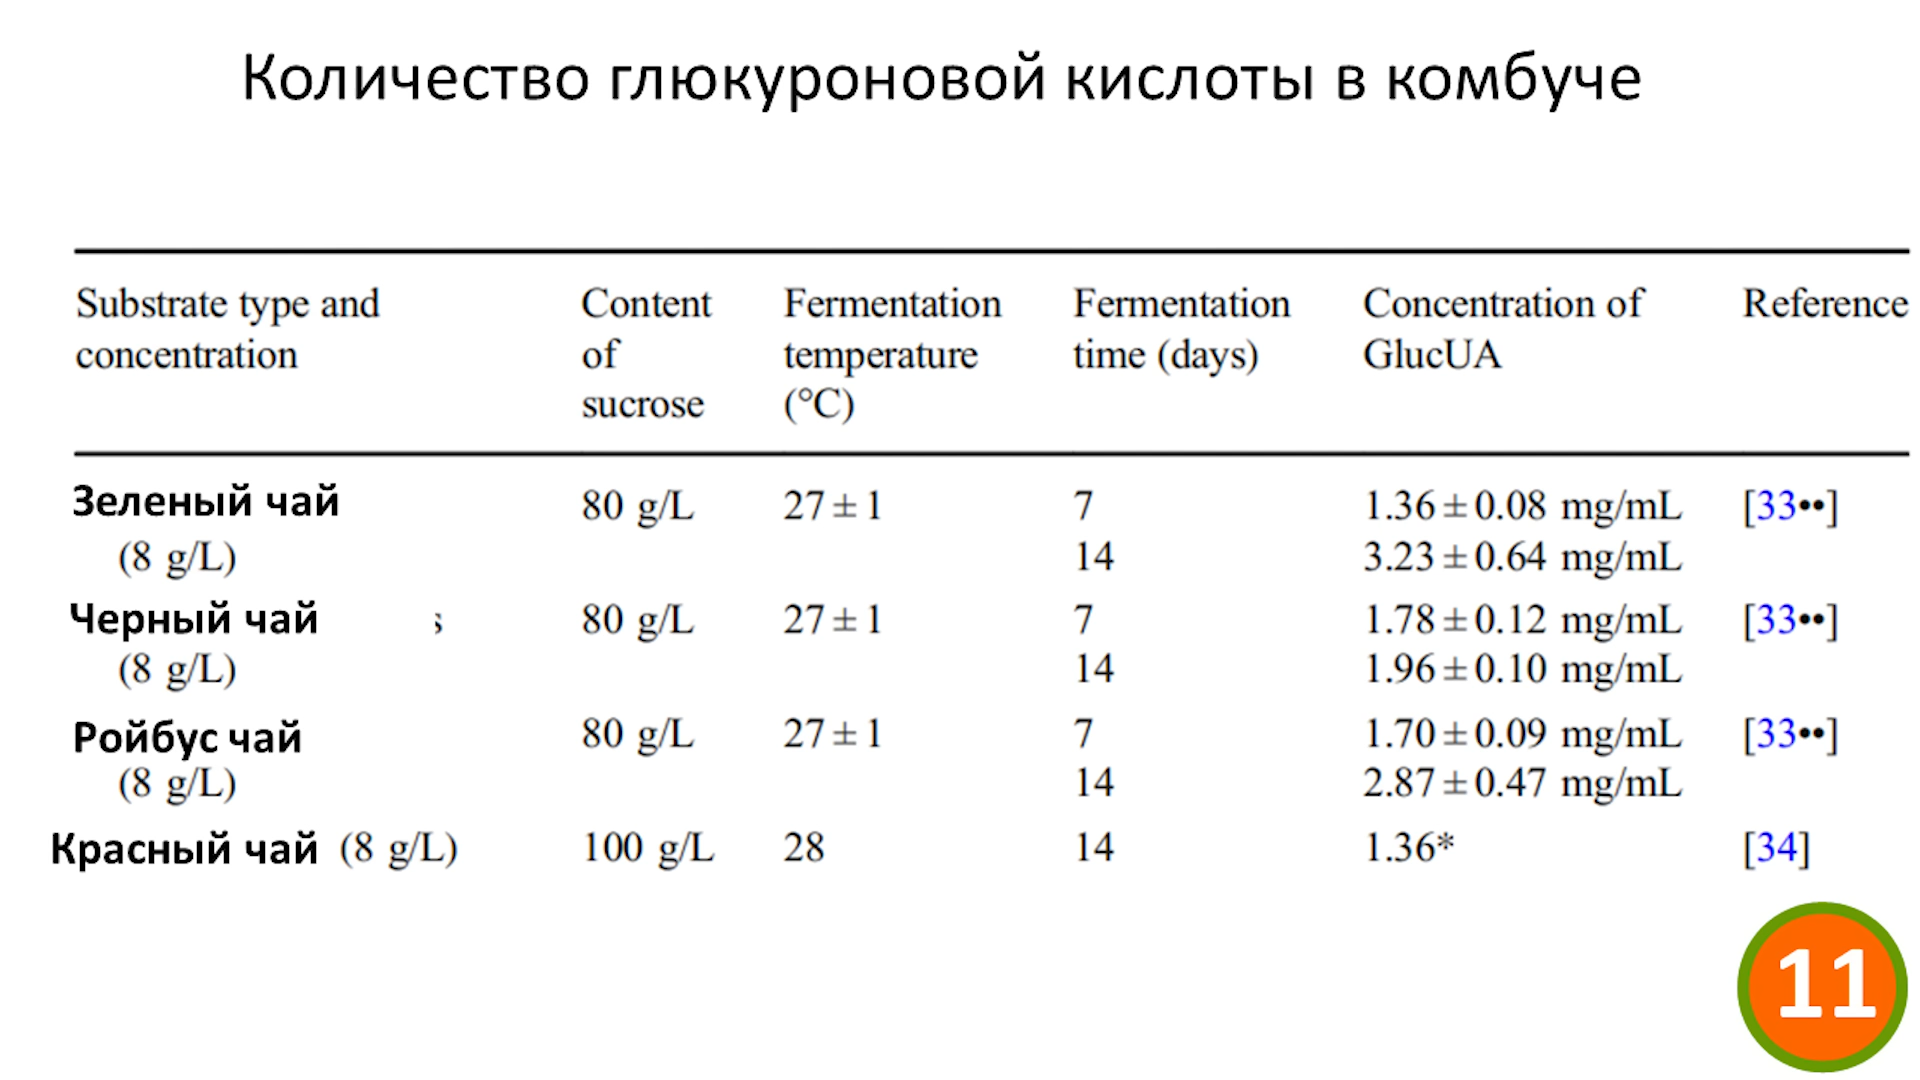 Количество глюкуроновой кислоты в комбуче
Substrate type and Content Fermentation Fermentation Concentration of Reference
concentration of temperature time (days) GlucUA
sucrose (°C)
Зеленый чай 80 g/L 27 ± 1 7 1.36 ± 0.08 mg/mL [33••]
(8 g/L) 14 3.23 ± 0.64 mg/mL
Черный чай s 80 g/L 27 ± 1 7 1.78 ± 0.12 mg/mL [33••]
(8 g/L) 14 1.96 ± 0.10 mg/mL
Ройбус чай 80 g/L 27 ± 1 7 1.70 ± 0.09 mg/mL [33••]
(8 g/L) 14 2.87 ± 0.47 mg/mL
Красный чай (8 g/L) 100 g/L 28 14 1.36* [34]
11